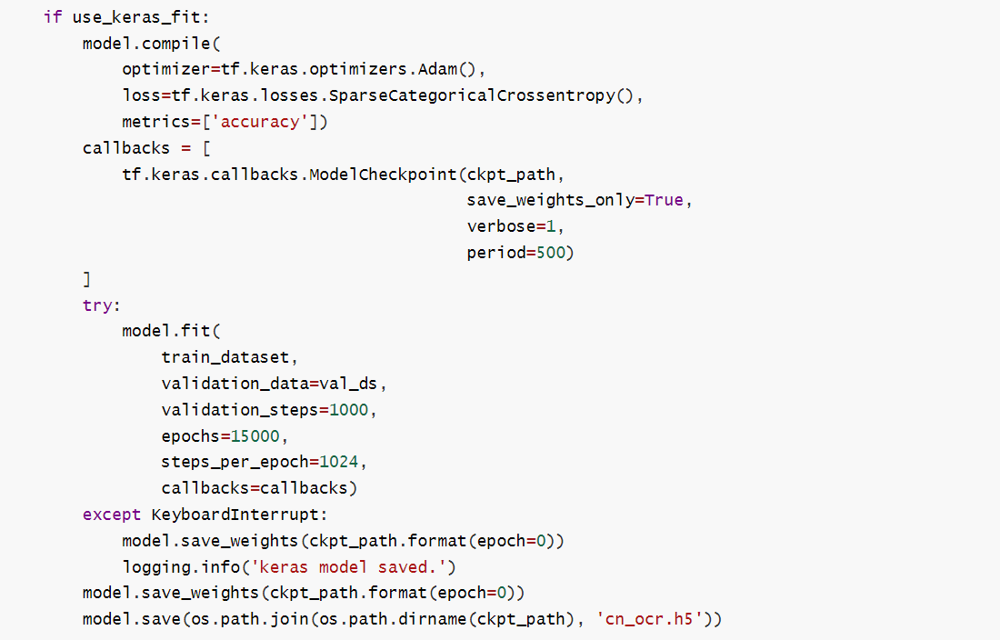 if use_keras_fit:
    model.compile(
        optimizer=tf.keras.optimizers.Adam(),
        loss=tf.keras.losses.SparseCategoricalCrossentropy(),
        metrics=['accuracy'])
    callbacks = [
        tf.keras.callbacks.ModelCheckpoint(ckpt_path,
                                           save_weights_only=True,
                                           verbose=1,
                                           period=500)
    ]
    try:
        model.fit(
            train_dataset,
            validation_data=val_ds,
            validation_steps=1000,
            epochs=15000,
            steps_per_epoch=1024,
            callbacks=callbacks)
    except KeyboardInterrupt:
        model.save_weights(ckpt_path.format(epoch=0))
        logging.info('keras model saved.')
    model.save_weights(ckpt_path.format(epoch=0))
    model.save(os.path.join(os.path.dirname(ckpt_path), 'cn_ocr.h5'))